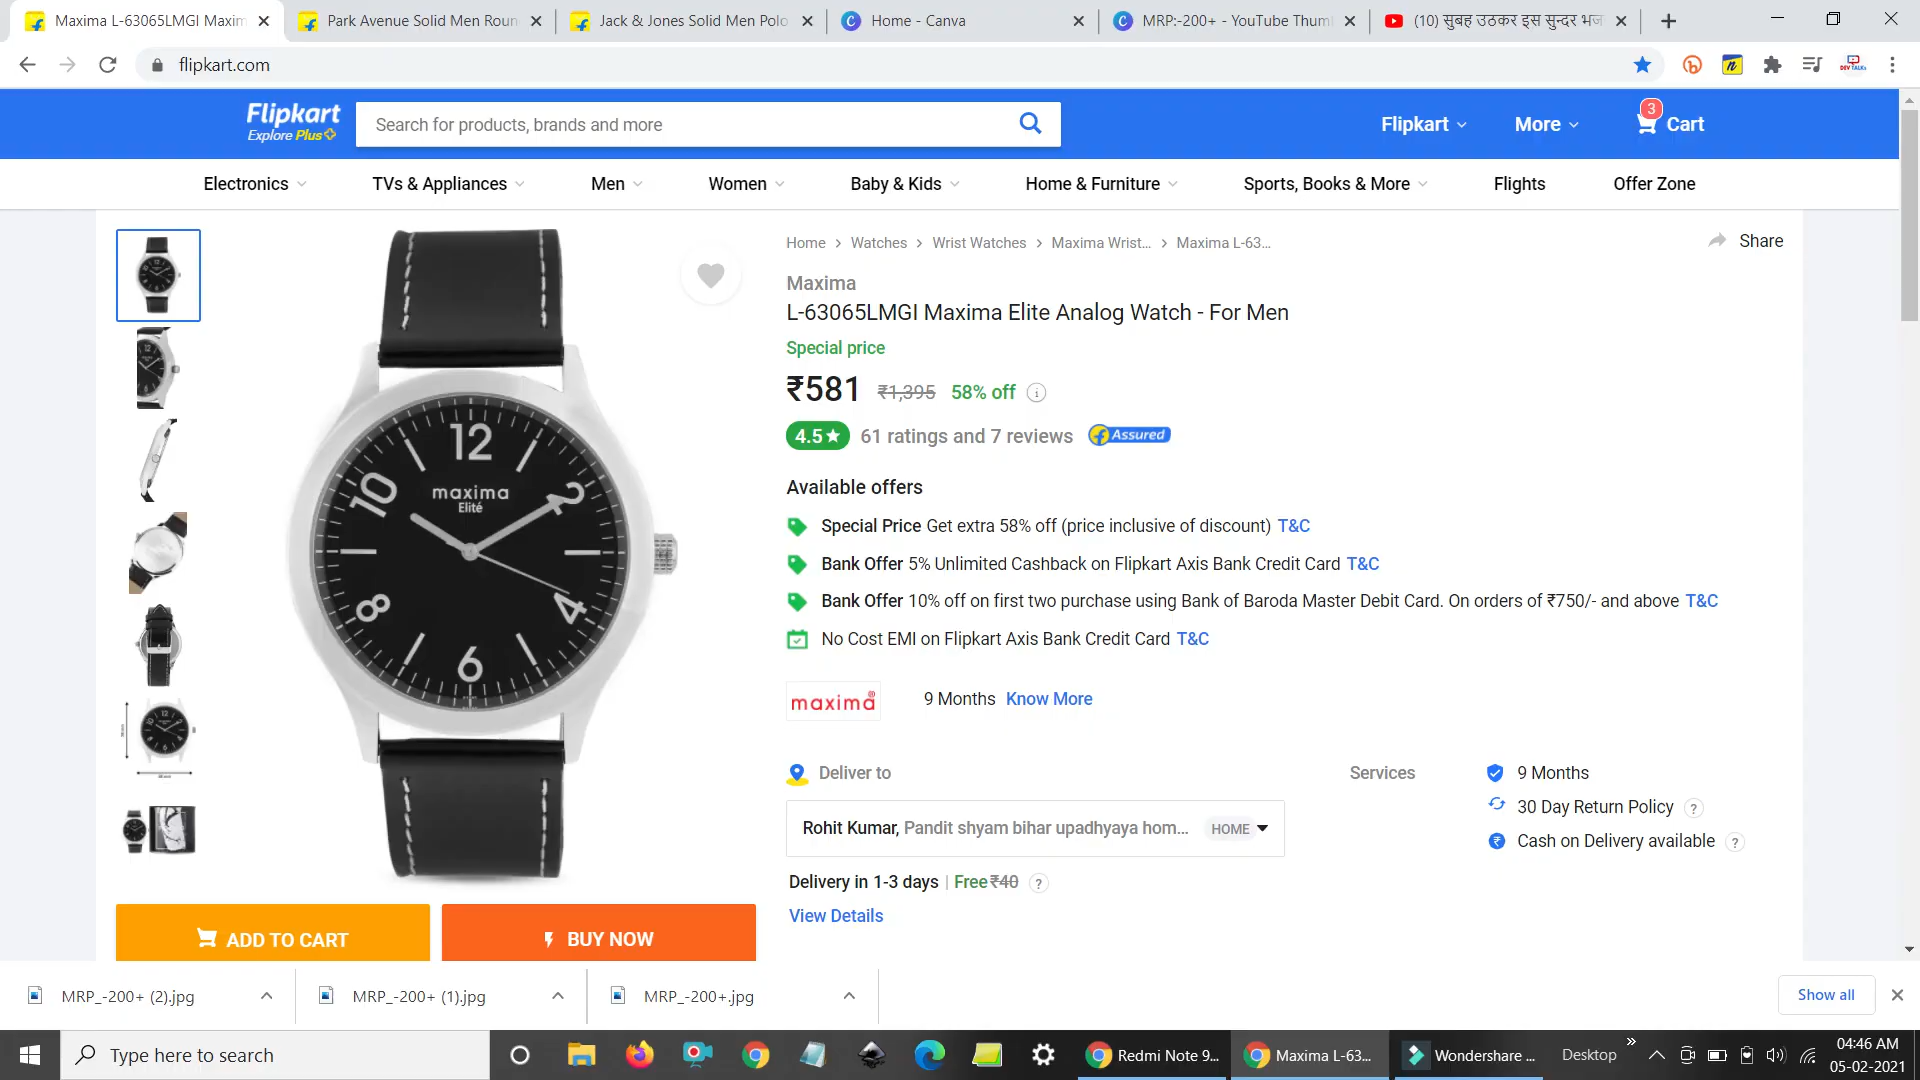 Maxima L-63065LMGI Maxim
Park Avenue Solid Men Roun
Jack & Jones Solid Men Polo
Home - Canva
MRP:-200+ - YouTube Thum
(10) सुबह उठकर इस सुन्दर भज
flipkart.com
Flipkart
Explore Plus
Search for products, brands and more
Flipkart
More
3
Cart
Electronics
TVs & Appliances
Men
Women
Baby & Kids
Home & Furniture
Sports, Books & More
Flights
Offer Zone
Home > Watches > Wrist Watches > Maxima Wrist... > Maxima L-63...
Share
Maxima
L-63065LMGI Maxima Elite Analog Watch - For Men
Special price
₹581 ₹1,395 58% off
4.5★ 61 ratings and 7 reviews Assured
Available offers
Special Price Get extra 58% off (price inclusive of discount) T&C
Bank Offer 5% Unlimited Cashback on Flipkart Axis Bank Credit Card T&C
Bank Offer 10% off on first two purchase using Bank of Baroda Master Debit Card. On orders of ₹750/- and above T&C
No Cost EMI on Flipkart Axis Bank Credit Card T&C
12
2
4
6
8
10
maxima
Elité
maxima
9 Months Know More
Deliver to
Rohit Kumar, Pandit shyam bihar upadhyaya hom... HOME
Delivery in 1-3 days | Free ₹40 ?
View Details
Services
9 Months
30 Day Return Policy ?
Cash on Delivery available ?
ADD TO CART
BUY NOW
MRP_-200+ (2).jpg
MRP_-200+ (1).jpg
MRP_-200+.jpg
Show all
Type here to search
Redmi Note 9...
Maxima L-63...
Wondershare ...
Desktop
04:46 AM
05-02-2021